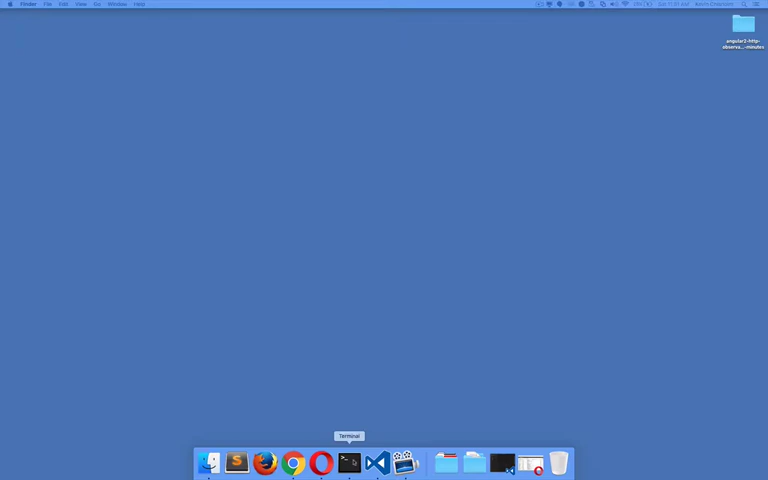 Finder File Edit View Go Window Help
angular2-http-
observa...-minutes
Terminal